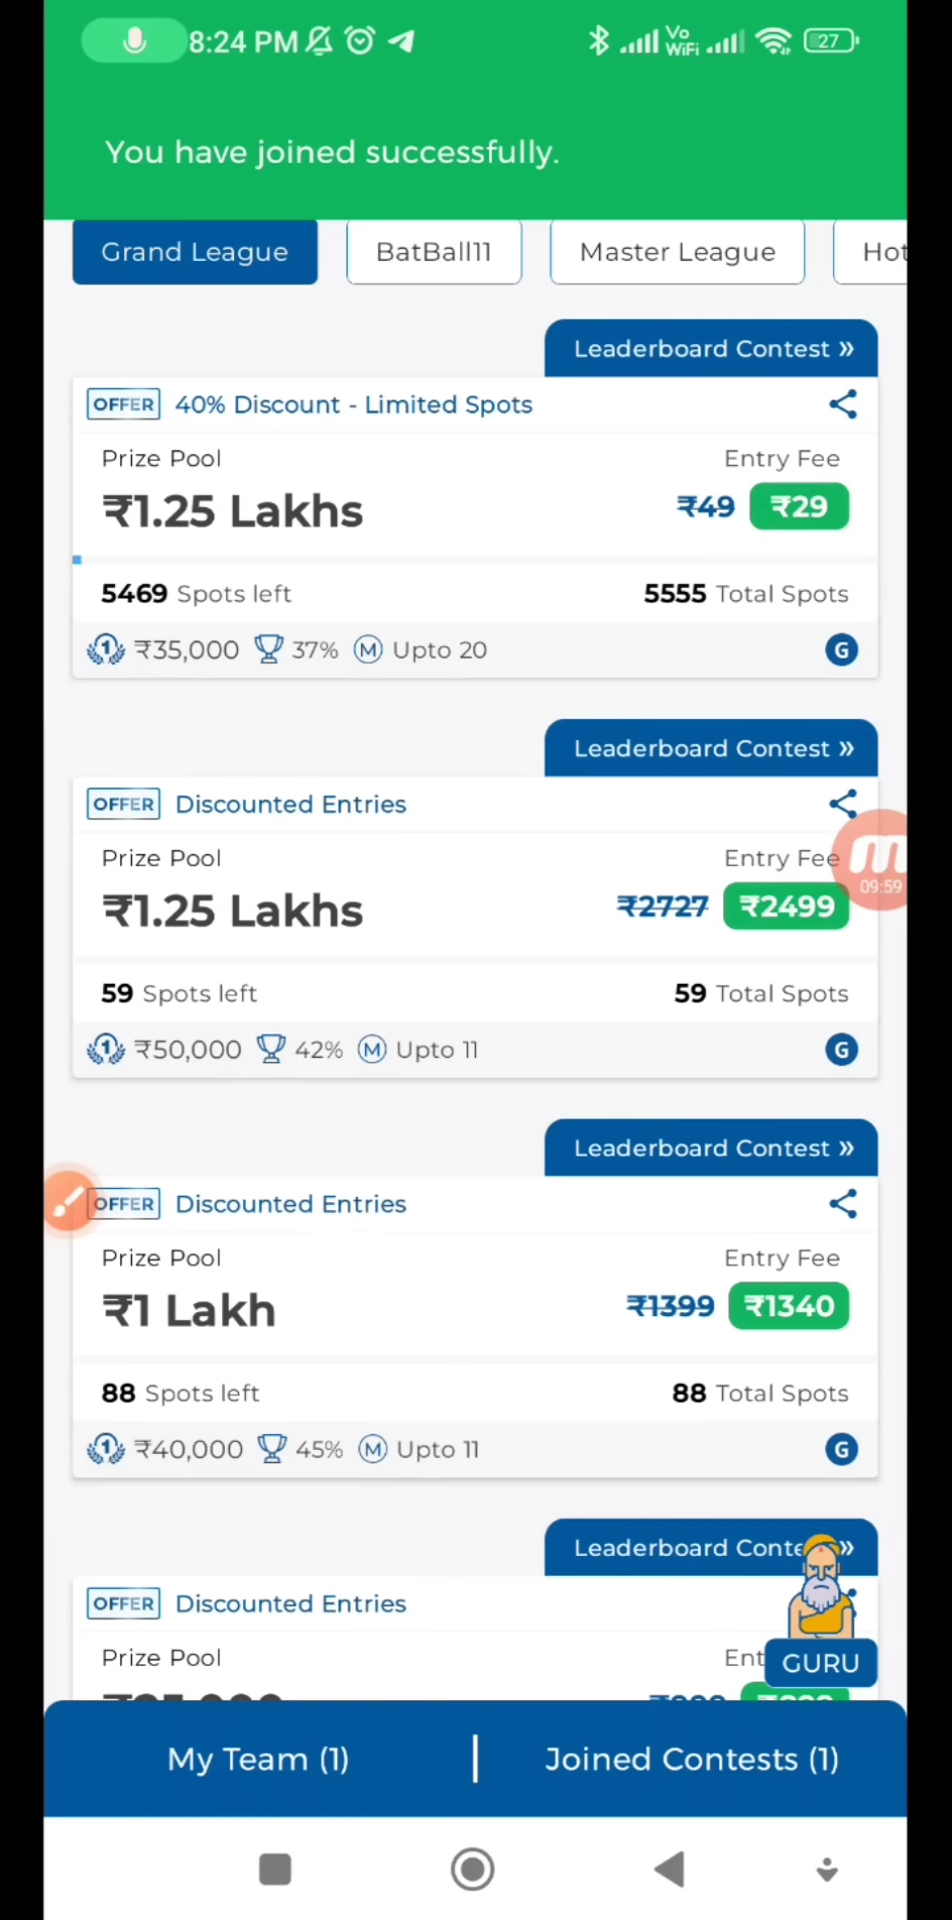 8:24 PM Vo WiFi 27
You have joined successfully.
Grand League BatBall11 Master League Hot
Leaderboard Contest »
OFFER 40% Discount - Limited Spots
Prize Pool Entry Fee
₹1.25 Lakhs ₹49 ₹29
5469 Spots left 5555 Total Spots
1 ₹35,000 37% M Upto 20 G
Leaderboard Contest »
OFFER Discounted Entries
Prize Pool Entry Fee
₹1.25 Lakhs ₹2727 ₹2499
09:59
59 Spots left 59 Total Spots
1 ₹50,000 42% M Upto 11 G
Leaderboard Contest »
OFFER Discounted Entries
Prize Pool Entry Fee
₹1 Lakh ₹1399 ₹1340
88 Spots left 88 Total Spots
1 ₹40,000 45% M Upto 11 G
Leaderboard Conte »
OFFER Discounted Entries
Prize Pool Ent
GURU
My Team (1) | Joined Contests (1)